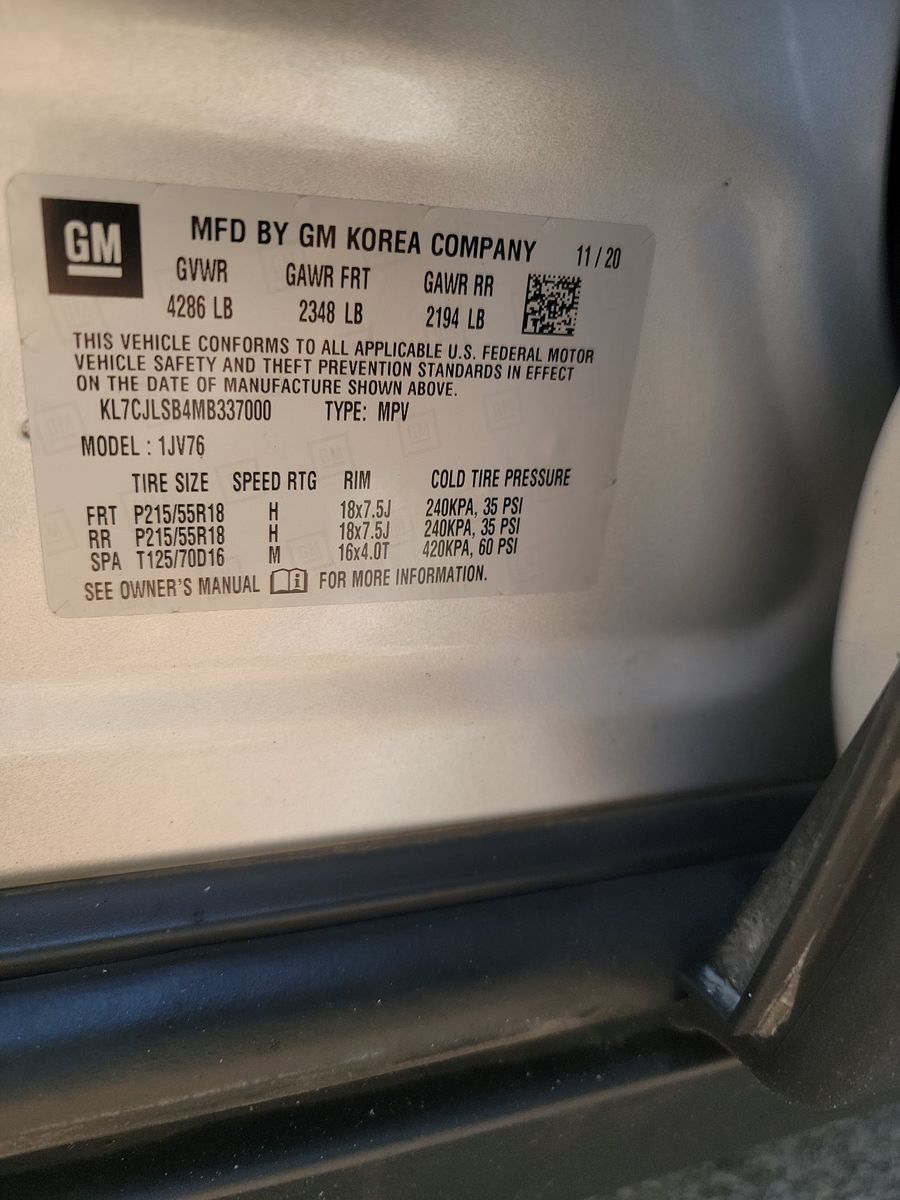 GM
MFD BY GM KOREA COMPANY 11 / 20
GVWR GAWR FRT GAWR RR
4286 LB 2348 LB 2194 LB
THIS VEHICLE CONFORMS TO ALL APPLICABLE U.S. FEDERAL MOTOR
VEHICLE SAFETY AND THEFT PREVENTION STANDARDS IN EFFECT
ON THE DATE OF MANUFACTURE SHOWN ABOVE.
KL7CJLSB4MB337000 TYPE: MPV
MODEL : 1JV76
TIRE SIZE SPEED RTG RIM COLD TIRE PRESSURE
FRT P215/55R18 H 18x7.5J 240KPA, 35 PSI
RR P215/55R18 H 18x7.5J 240KPA, 35 PSI
SPA T125/70D16 M 16x4.0T 420KPA, 60 PSI
SEE OWNER'S MANUAL i FOR MORE INFORMATION.